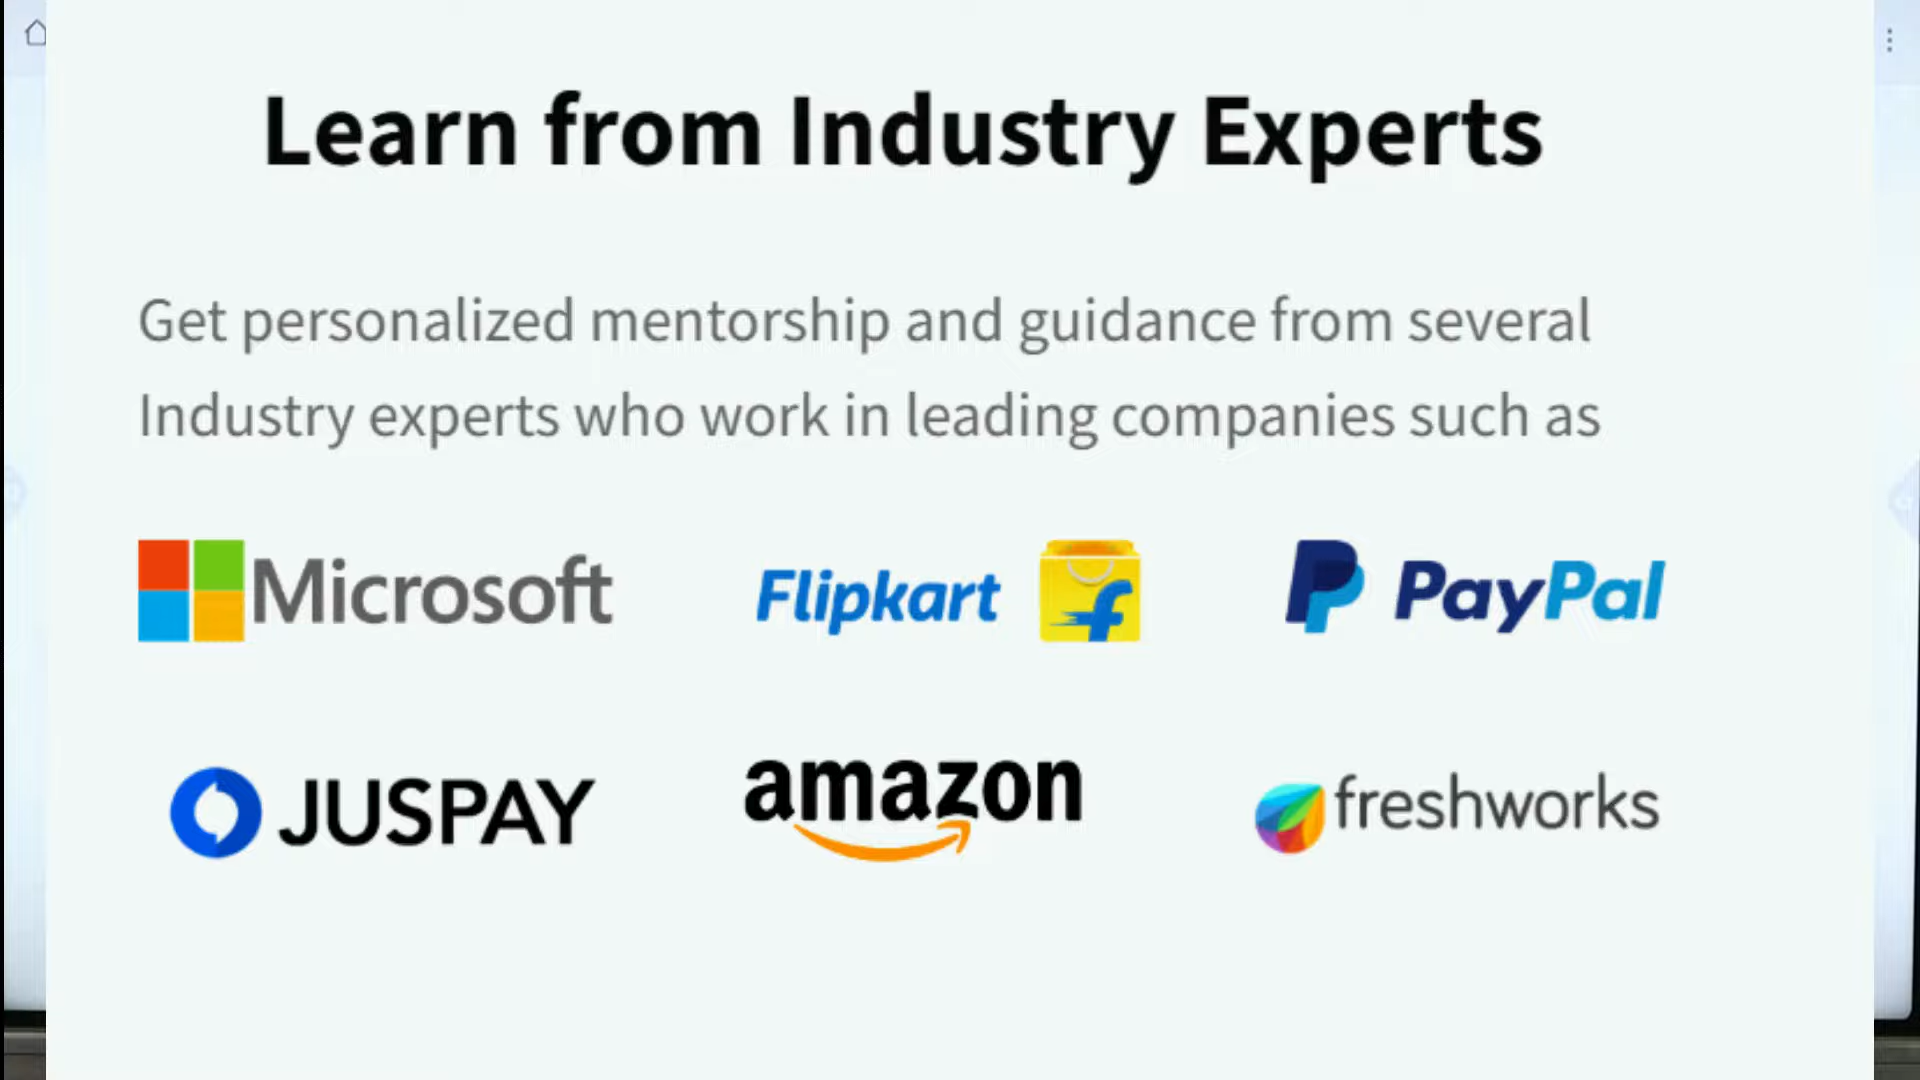 Learn from Industry Experts
Get personalized mentorship and guidance from several
Industry experts who work in leading companies such as
Microsoft Flipkart PayPal
JUSPAY amazon freshworks